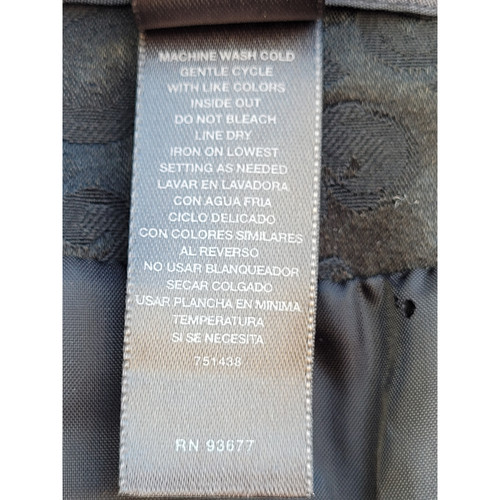 MACHINE WASH COLD
GENTLE CYCLE
WITH LIKE COLORS
INSIDE OUT
DO NOT BLEACH
LINE DRY
IRON ON LOWEST
SETTING AS NEEDED
LAVAR EN LAVADORA
CON AGUA FRIA
CICLO DELICADO
CON COLORES SIMILARES
AL REVERSO
NO USAR BLANQUEADOR
SECAR COLGADO
USAR PLANCHA EN MINIMA
TEMPERATURA
SI SE NECESITA
751438
RN 93677